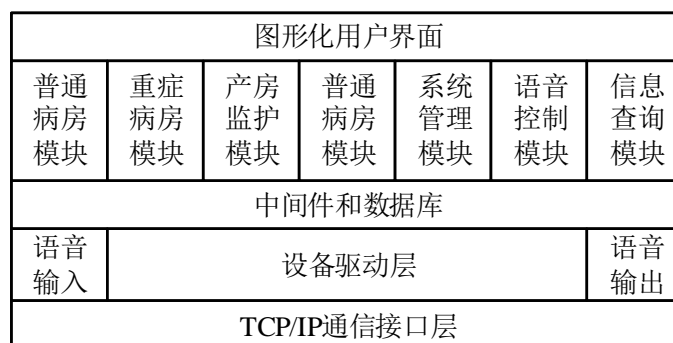 图形化用户界面
普通
病房
模块
重症
病房
模块
产房
监护
模块
普通
病房
模块
系统
管理
模块
语音
控制
模块
信息
查询
模块
中间件和数据库
语音
输入
设备驱动层
语音
输出
TCP/IP通信接口层